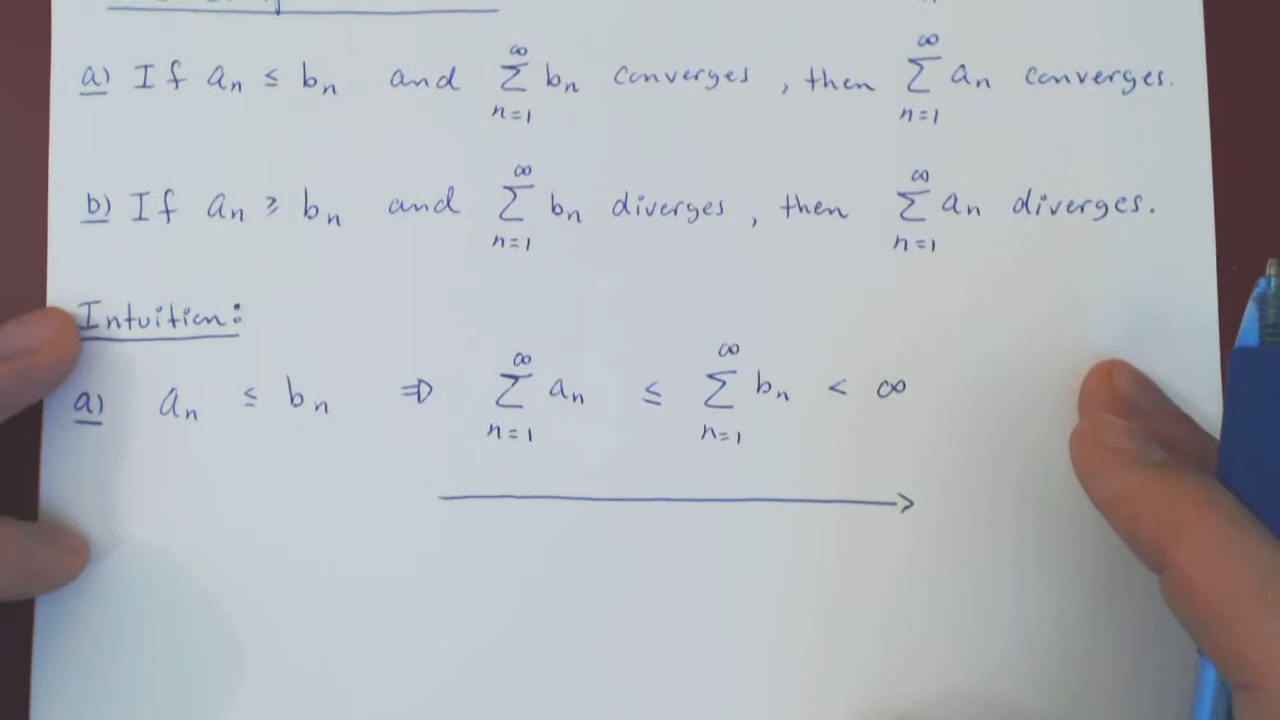 a) If aₙ ≤ bₙ and ∑_{n=1}^{∞} bₙ converges, then ∑_{n=1}^{∞} aₙ converges.
b) If aₙ ≥ bₙ and ∑_{n=1}^{∞} bₙ diverges, then ∑_{n=1}^{∞} aₙ diverges.
Intuition:
a) aₙ ≤ bₙ ⇒ ∑_{n=1}^{∞} aₙ ≤ ∑_{n=1}^{∞} bₙ < ∞